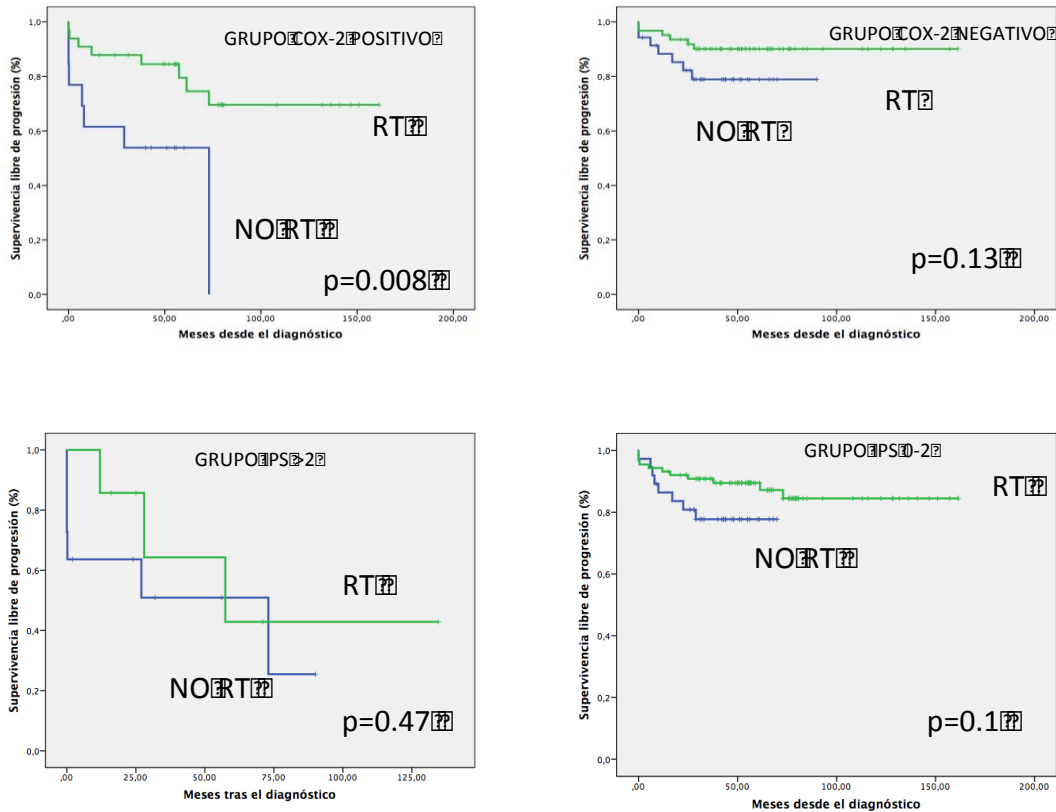 GRUPO COX-2 POSITIVO
Supervivencia libre de progresión (%)
1,0
0,8
0,6
0,4
0,2
0,0
RT
NO RT
p=0.008
,00 50,00 100,00 150,00 200,00
Meses desde el diagnóstico
GRUPO COX-2 NEGATIVO
Supervivencia libre de progresión (%)
1,0
0,8
0,6
0,4
0,2
0,0
RT
NO RT
p=0.13
,00 50,00 100,00 150,00 200,00
Meses desde el diagnóstico
GRUPO IPS >2
Supervivencia libre de progresión (%)
1,0
0,8
0,6
0,4
0,2
0,0
RT
NO RT
p=0.47
,00 25,00 50,00 75,00 100,00 125,00
Meses tras el diagnóstico
GRUPO IPS 0-2
Supervivencia libre de progresión (%)
1,0
0,8
0,6
0,4
0,2
0,0
RT
NO RT
p=0.1
,00 50,00 100,00 150,00 200,00
Meses desde el diagnóstico